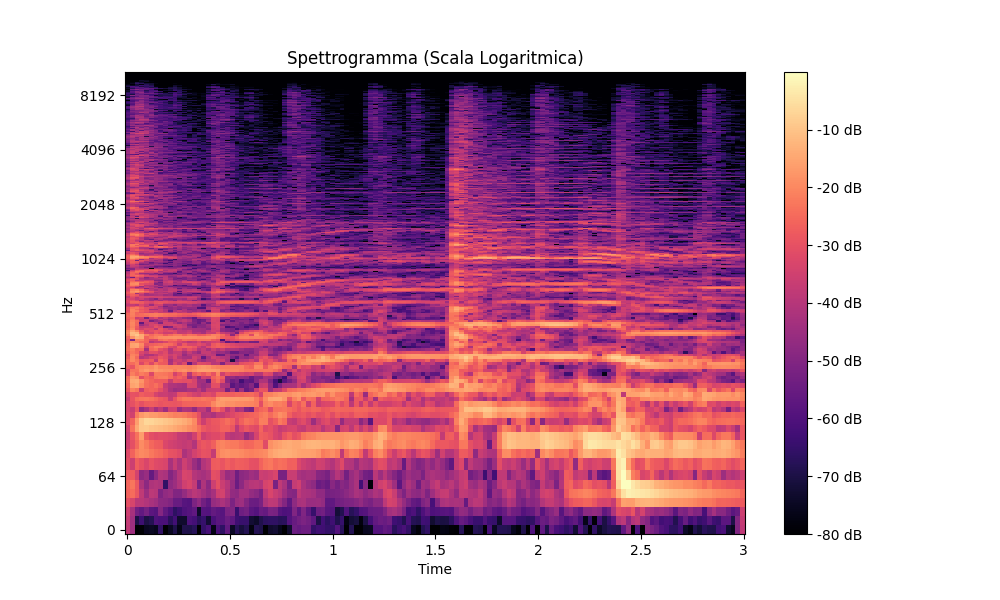 Spettrogramma (Scala Logaritmica)
8192
4096
2048
1024
512
256
128
64
0
Hz
0
0.5
1
1.5
2
2.5
3
Time
-10 dB
-20 dB
-30 dB
-40 dB
-50 dB
-60 dB
-70 dB
-80 dB